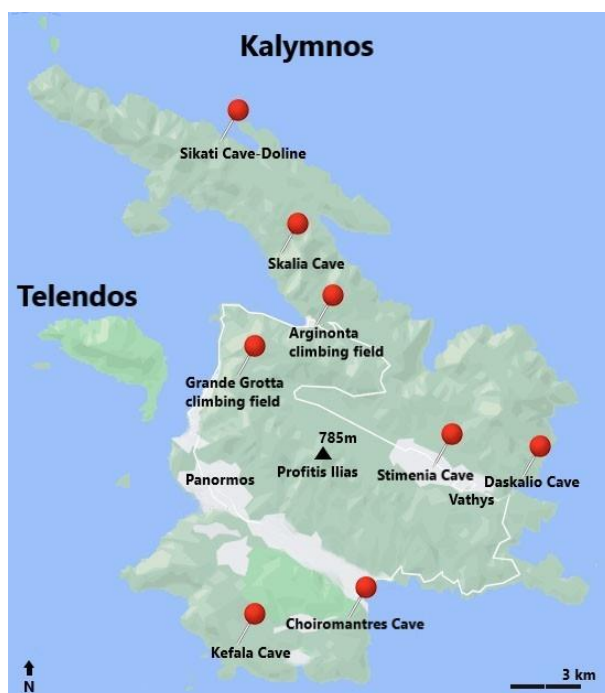 Kalymnos
Sikati Cave-Doline
Skalia Cave
Telendos
Arginonta
climbing field
Grande Grotta
climbing field
785m
Profitis Ilias
Stimenia Cave
Daskalio Cave
Panormos
Vathys
Choiromantres Cave
Kefala Cave
N
3 km